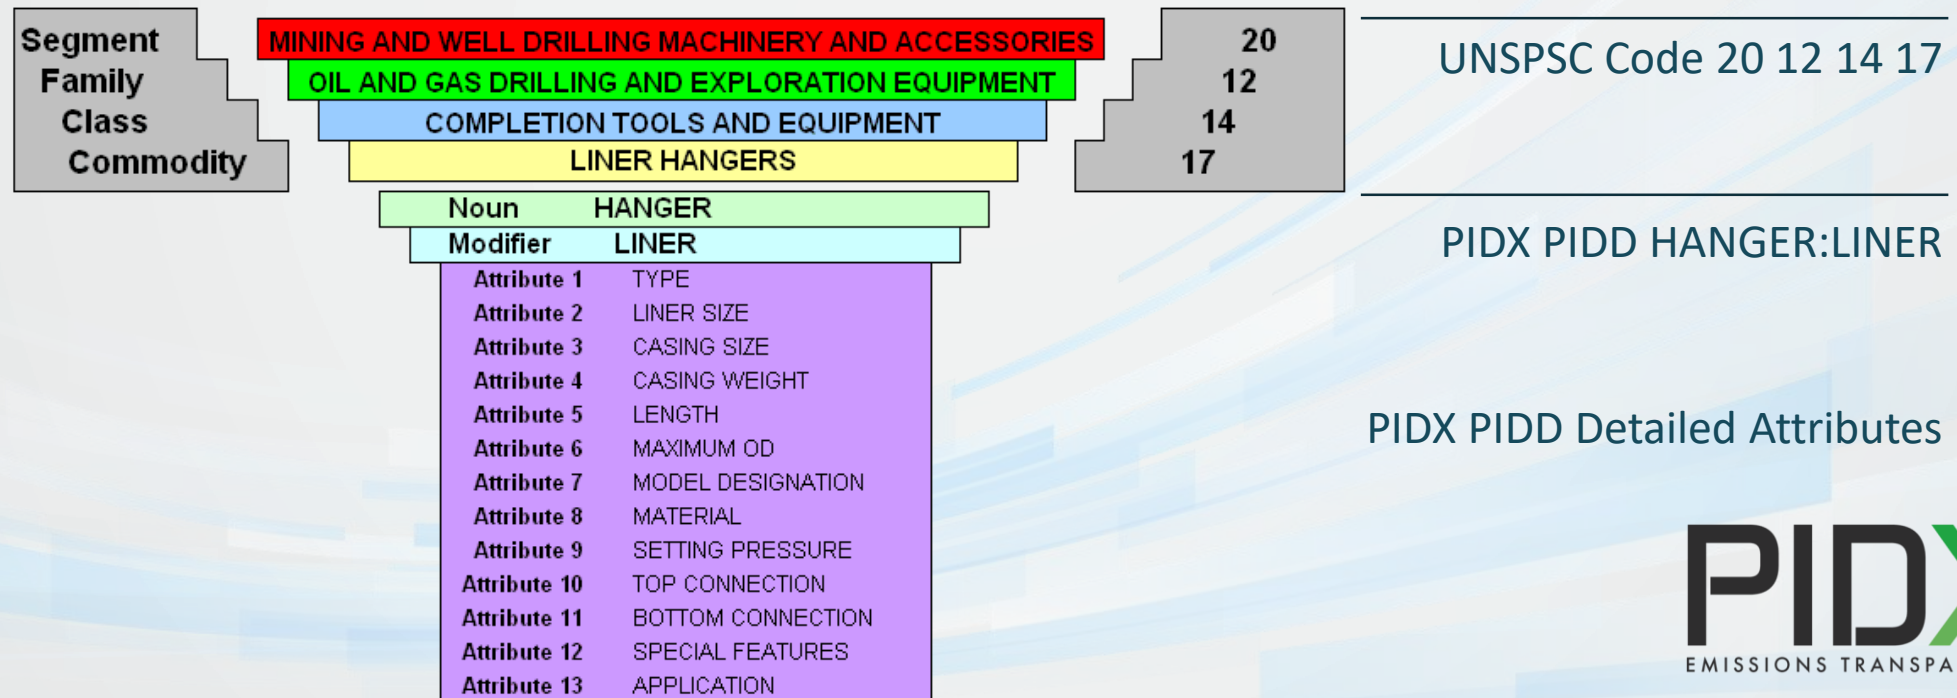 Segment MINING AND WELL DRILLING MACHINERY AND ACCESSORIES 20
Family OIL AND GAS DRILLING AND EXPLORATION EQUIPMENT 12
Class COMPLETION TOOLS AND EQUIPMENT 14
Commodity LINER HANGERS 17
UNSPSC Code 20 12 14 17
Noun HANGER
Modifier LINER
PIDX PIDD HANGER:LINER
Attribute 1 TYPE
Attribute 2 LINER SIZE
Attribute 3 CASING SIZE
Attribute 4 CASING WEIGHT
Attribute 5 LENGTH
Attribute 6 MAXIMUM OD
Attribute 7 MODEL DESIGNATION
Attribute 8 MATERIAL
Attribute 9 SETTING PRESSURE
Attribute 10 TOP CONNECTION
Attribute 11 BOTTOM CONNECTION
Attribute 12 SPECIAL FEATURES
Attribute 13 APPLICATION
PIDX PIDD Detailed Attributes
PIDX
EMISSIONS TRANSPA